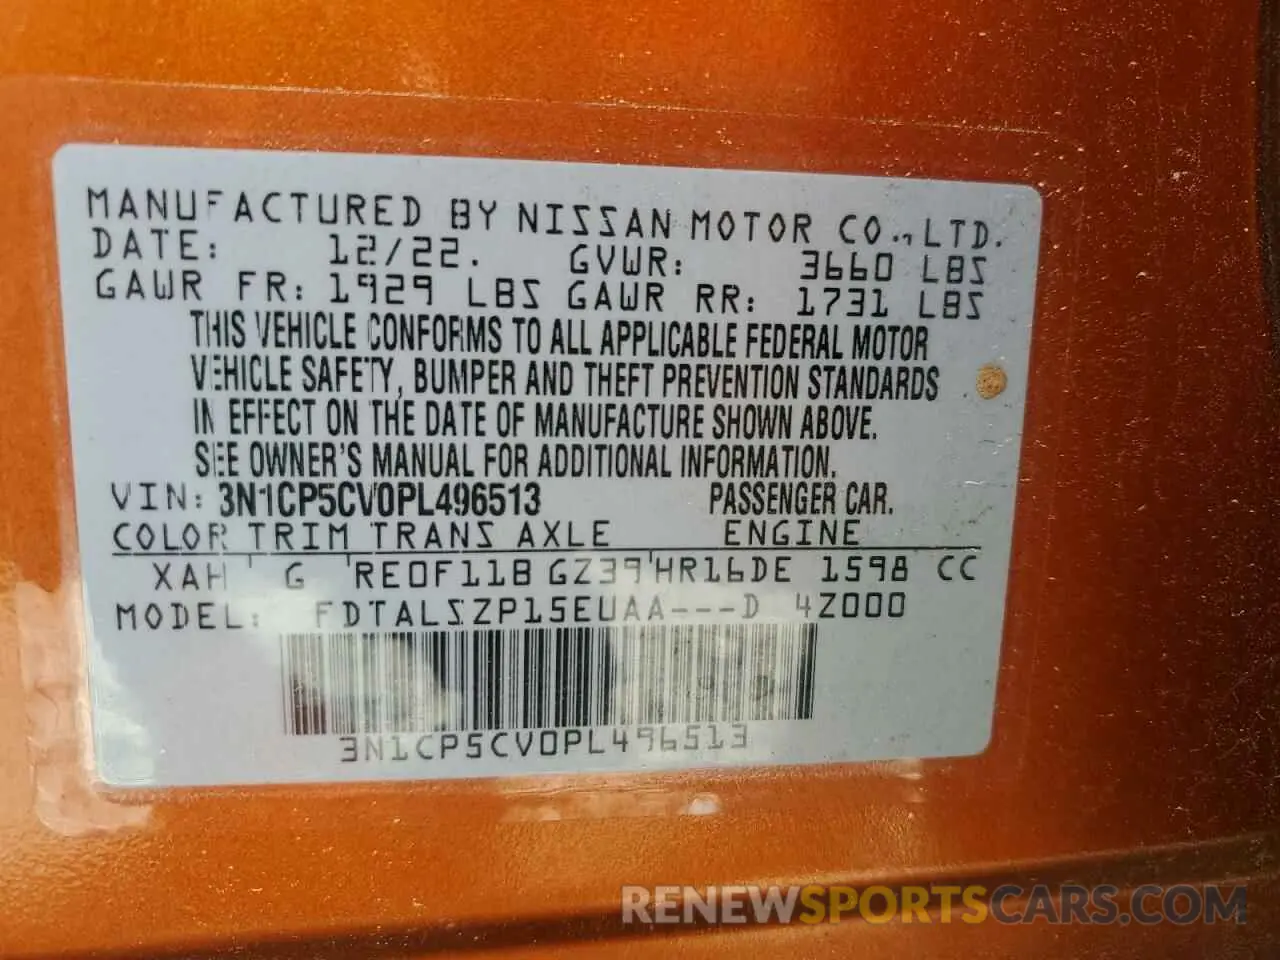 MANUFACTURED BY NISSAN MOTOR CO., LTD.
DATE: 12/22. GVWR: 3660 LBS
GAWR FR: 1929 LBS GAWR RR: 1731 LBS
THIS VEHICLE CONFORMS TO ALL APPLICABLE FEDERAL MOTOR
VEHICLE SAFETY, BUMPER AND THEFT PREVENTION STANDARDS
IN EFFECT ON THE DATE OF MANUFACTURE SHOWN ABOVE.
SEE OWNER'S MANUAL FOR ADDITIONAL INFORMATION.
VIN: 3N1CP5CV0PL496513 PASSENGER CAR.
COLOR TRIM TRANS AXLE ENGINE
XAH G RE0F11B GZ39 HR16DE 1598 CC
MODEL: FDTALSZP15EUAA---D 4Z000
3N1CP5CV0PL496513
RENEWSPORTSCARS.COM